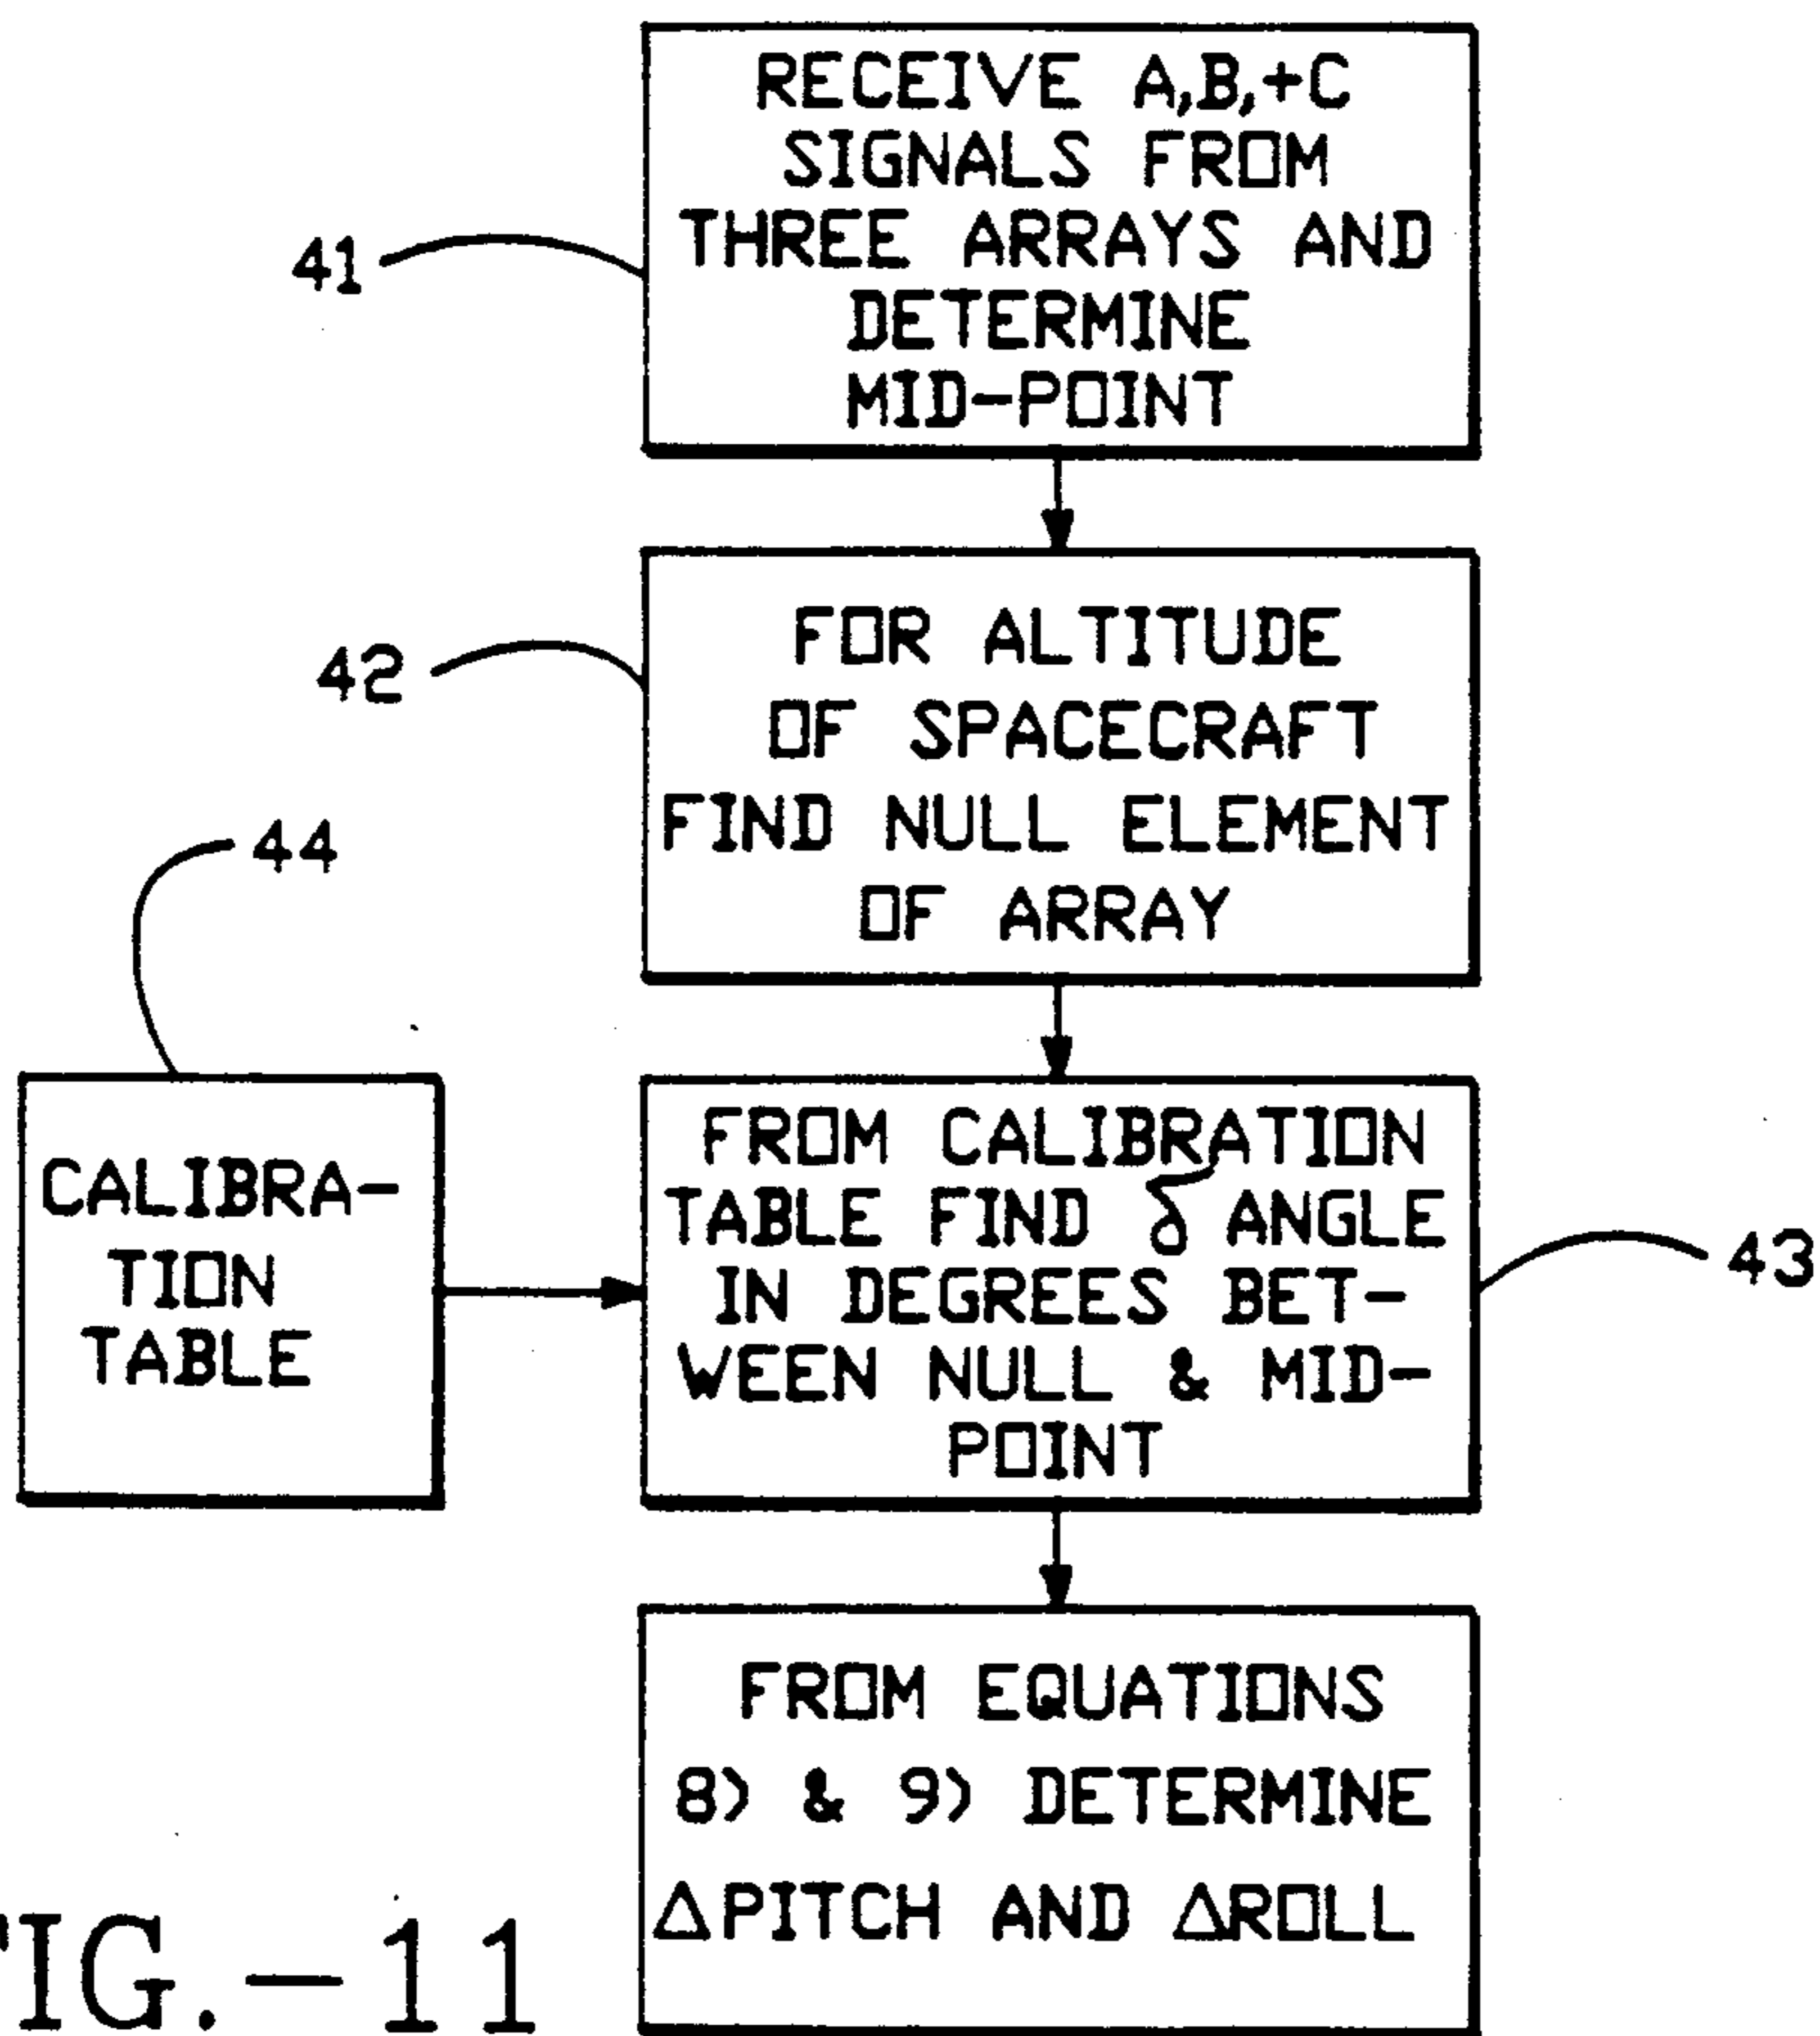 RECEIVE A,B,+C
SIGNALS FROM
THREE ARRAYS AND
DETERMINE
MID-POINT
41
FOR ALTITUDE
OF SPACECRAFT
FIND NULL ELEMENT
OF ARRAY
42
44
CALIBRA-
TION
TABLE
FROM CALIBRATION
TABLE FIND δ ANGLE
IN DEGREES BET-
WEEN NULL & MID-
POINT
43
FROM EQUATIONS
8) & 9) DETERMINE
ΔPITCH AND ΔROLL
FIG.-11